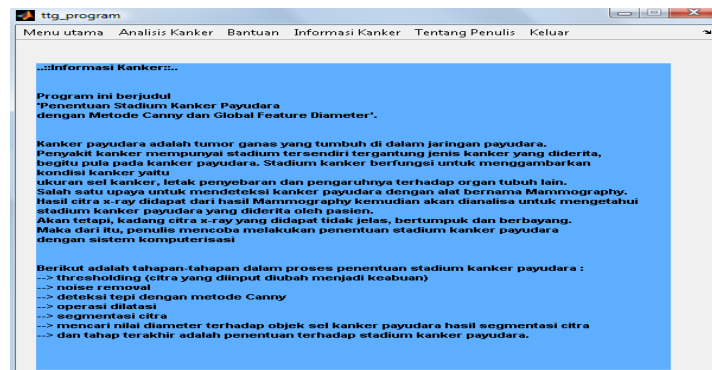 ttg_program
Menu utama Analisis Kanker Bantuan Informasi Kanker Tentang Penulis Keluar
..::Informasi Kanker::..
Program ini berjudul
"Penentuan Stadium Kanker Payudara
dengan Metode Canny dan Global Feature Diameter".
Kanker payudara adalah tumor ganas yang tumbuh di dalam jaringan payudara.
Penyakit kanker mempunyai stadium tersendiri tergantung jenis kanker yang diderita,
begitu pula pada kanker payudara. Stadium kanker berfungsi untuk menggambarkan
kondisi kanker yaitu
ukuran sel kanker, letak penyebaran dan pengaruhnya terhadap organ tubuh lain.
Salah satu upaya untuk mendeteksi kanker payudara dengan alat bernama Mammography.
Hasil citra x-ray didapat dari hasil Mammography kemudian akan dianalisa untuk mengetahui
stadium kanker payudara yang diderita oleh pasien.
Akan tetapi, kadang citra x-ray yang didapat tidak jelas, bertumpuk dan berbayang.
Maka dari itu, penulis mencoba melakukan penentuan stadium kanker payudara
dengan sistem komputerisasi
Berikut adalah tahapan-tahapan dalam proses penentuan stadium kanker payudara :
--> thresholding (citra yang diinput diubah menjadi keabuan)
--> noise removal
--> deteksi tepi dengan metode Canny
--> operasi dilatasi
--> segmentasi citra
--> mencari nilai diameter terhadap objek sel kanker payudara hasil segmentasi citra
--> dan tahap terakhir adalah penentuan terhadap stadium kanker payudara.